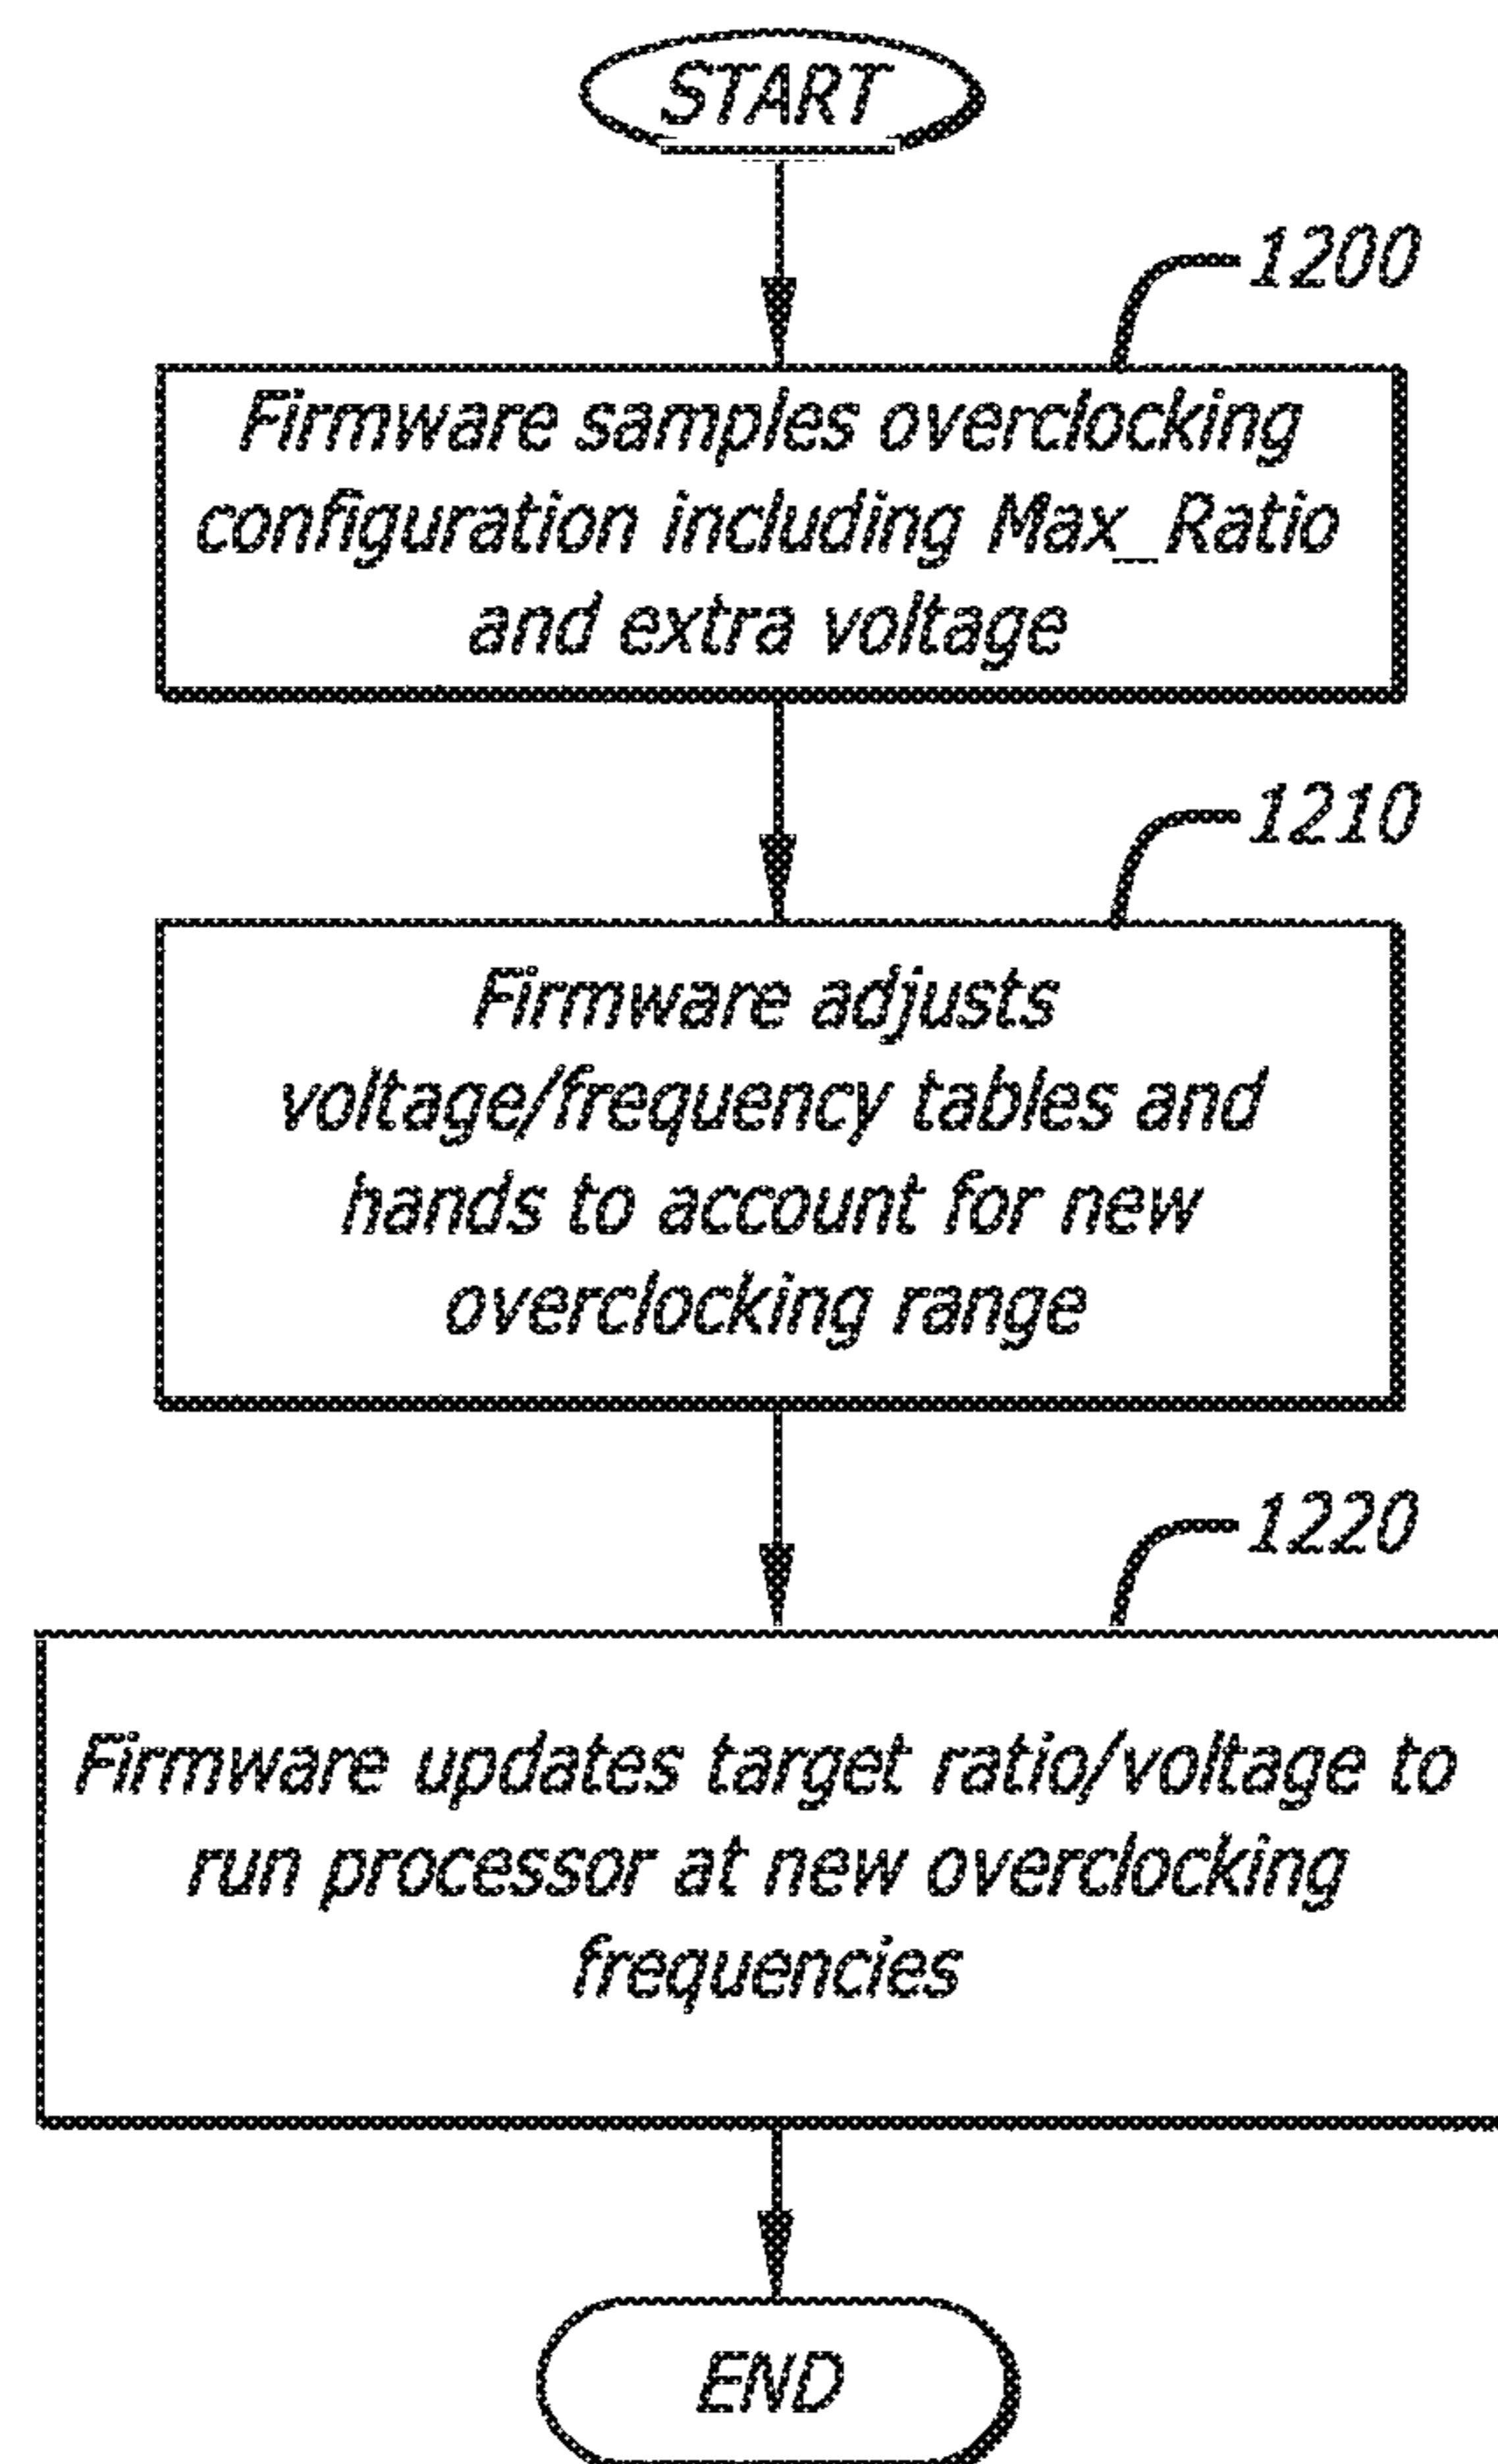 START
1200
Firmware samples overclocking
configuration including Max_Ratio
and extra voltage
1210
Firmware adjusts
voltage/frequency tables and
hands to account for new
overclocking range
1220
Firmware updates target ratio/voltage to
run processor at new overclocking
frequencies
END